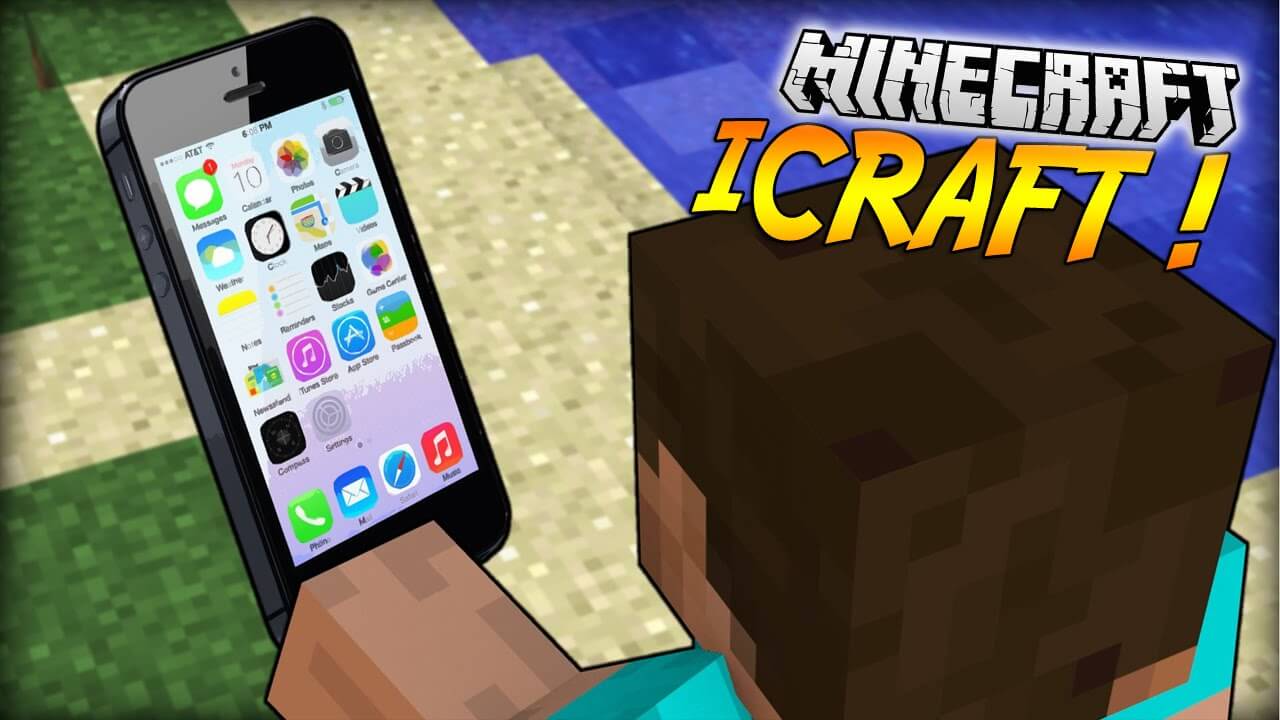 MINECRAFT
ICRAFT !
AT&T
6:08 PM
1
Monday
10
Messages
Calendar
Photos
Camera
Weather
Clock
Maps
Videos
Notes
Reminders
Stocks
Game Center
Newsstand
iTunes Store
App Store
Passbook
Compass
Settings
Phone
Mail
Safari
Music